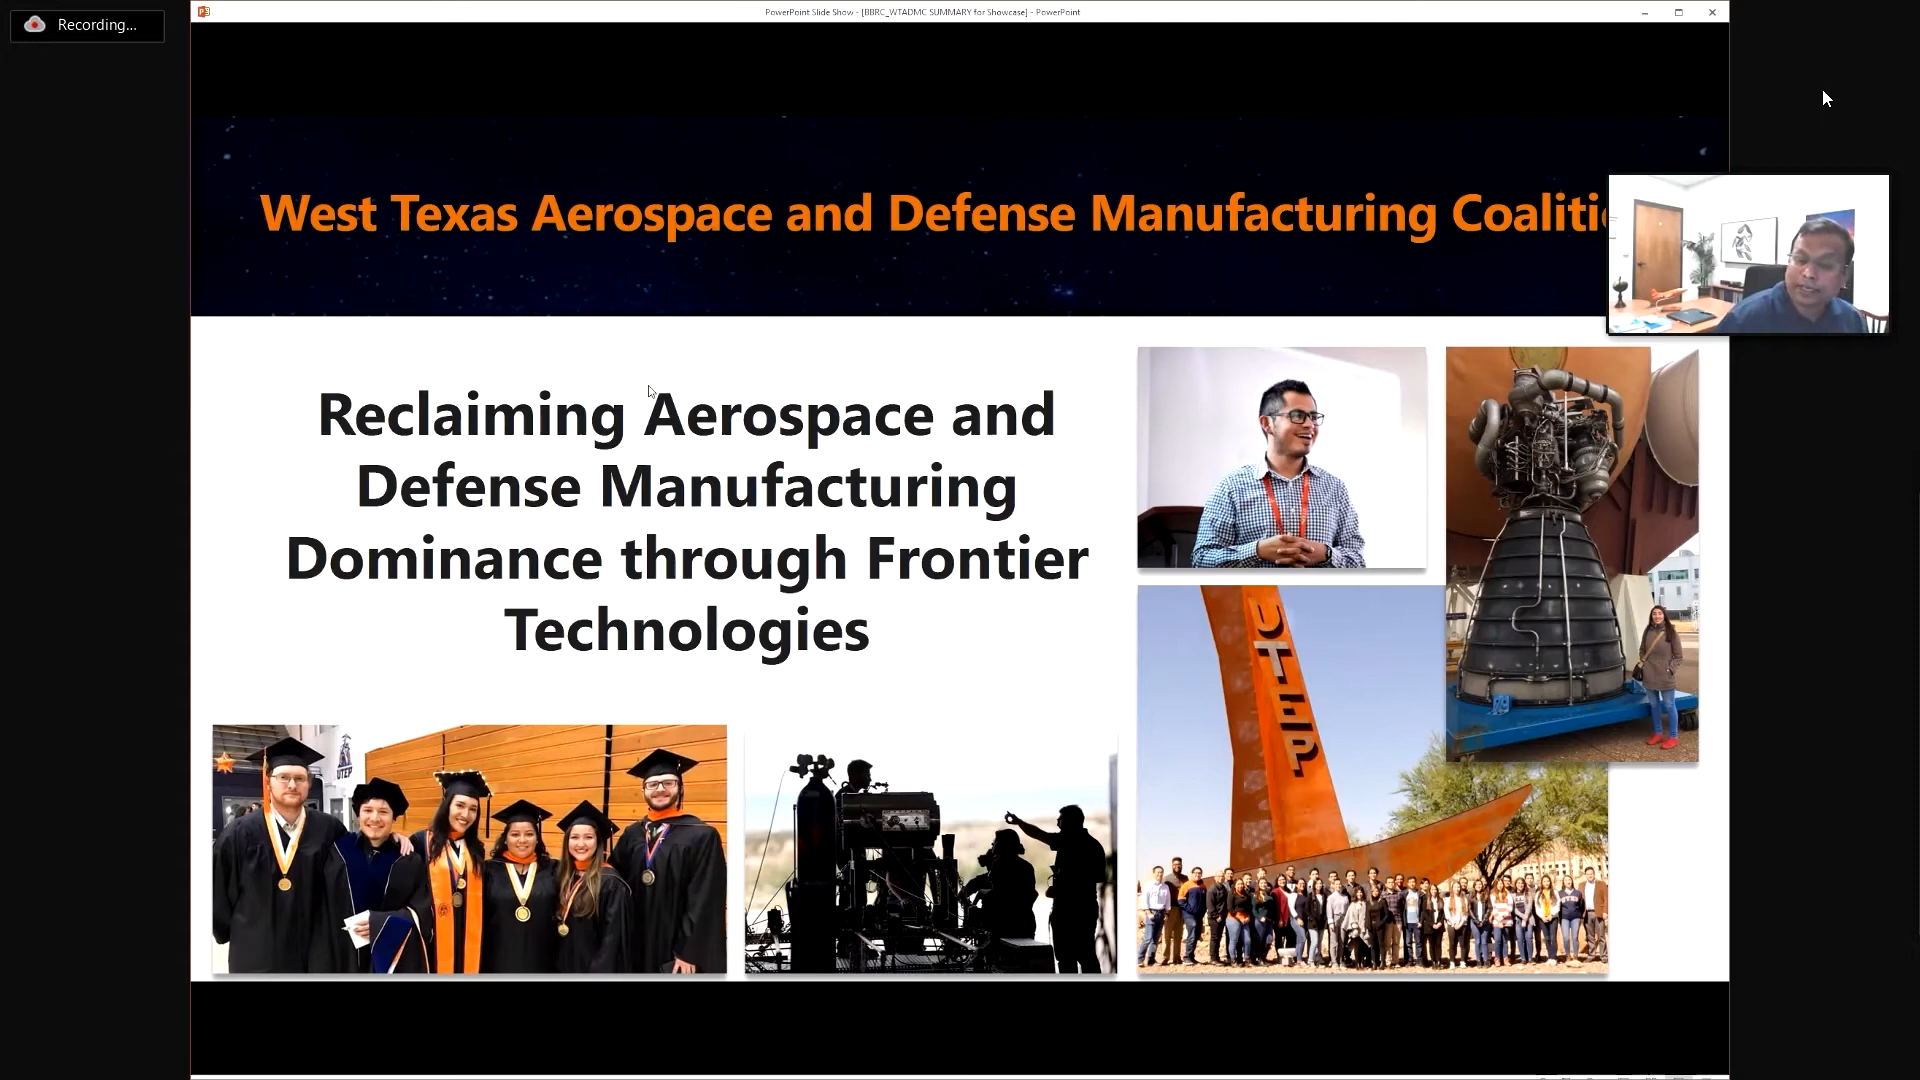 Recording...
PowerPoint Slide Show - [BBRC_WTADMC SUMMARY for Showcase] - PowerPoint
West Texas Aerospace and Defense Manufacturing Coaliti
Reclaiming Aerospace and
Defense Manufacturing
Dominance through Frontier
Technologies
UTEP
UTEP